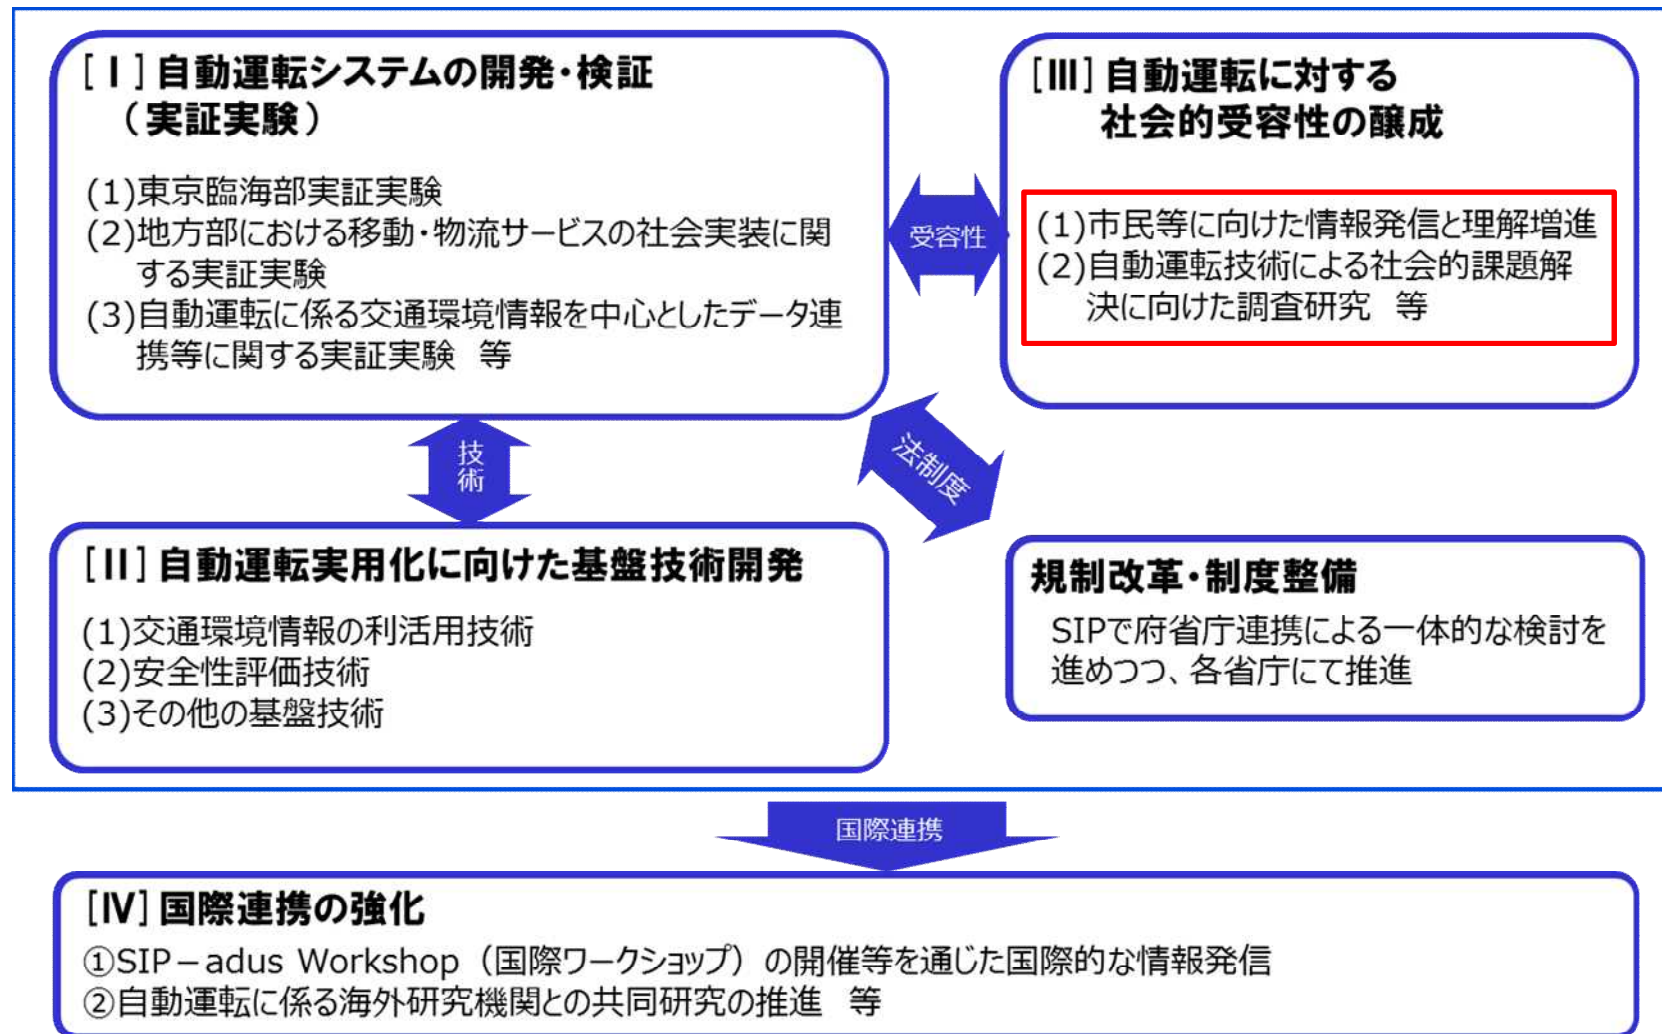 [Ⅰ] 自動運転システムの開発・検証
（実証実験）
(1)東京臨海部実証実験
(2)地方部における移動・物流サービスの社会実装に関
する実証実験
(3)自動運転に係る交通環境情報を中心としたデータ連
携等に関する実証実験 等
受容性
[Ⅲ] 自動運転に対する
社会的受容性の醸成
(1)市民等に向けた情報発信と理解増進
(2)自動運転技術による社会的課題解
決に向けた調査研究 等
技術
法制度
[Ⅱ] 自動運転実用化に向けた基盤技術開発
(1)交通環境情報の利活用技術
(2)安全性評価技術
(3)その他の基盤技術
規制改革・制度整備
SIPで府省庁連携による一体的な検討を
進めつつ、各省庁にて推進
国際連携
[Ⅳ] 国際連携の強化
①SIP－adus Workshop（国際ワークショップ）の開催等を通じた国際的な情報発信
②自動運転に係る海外研究機関との共同研究の推進 等